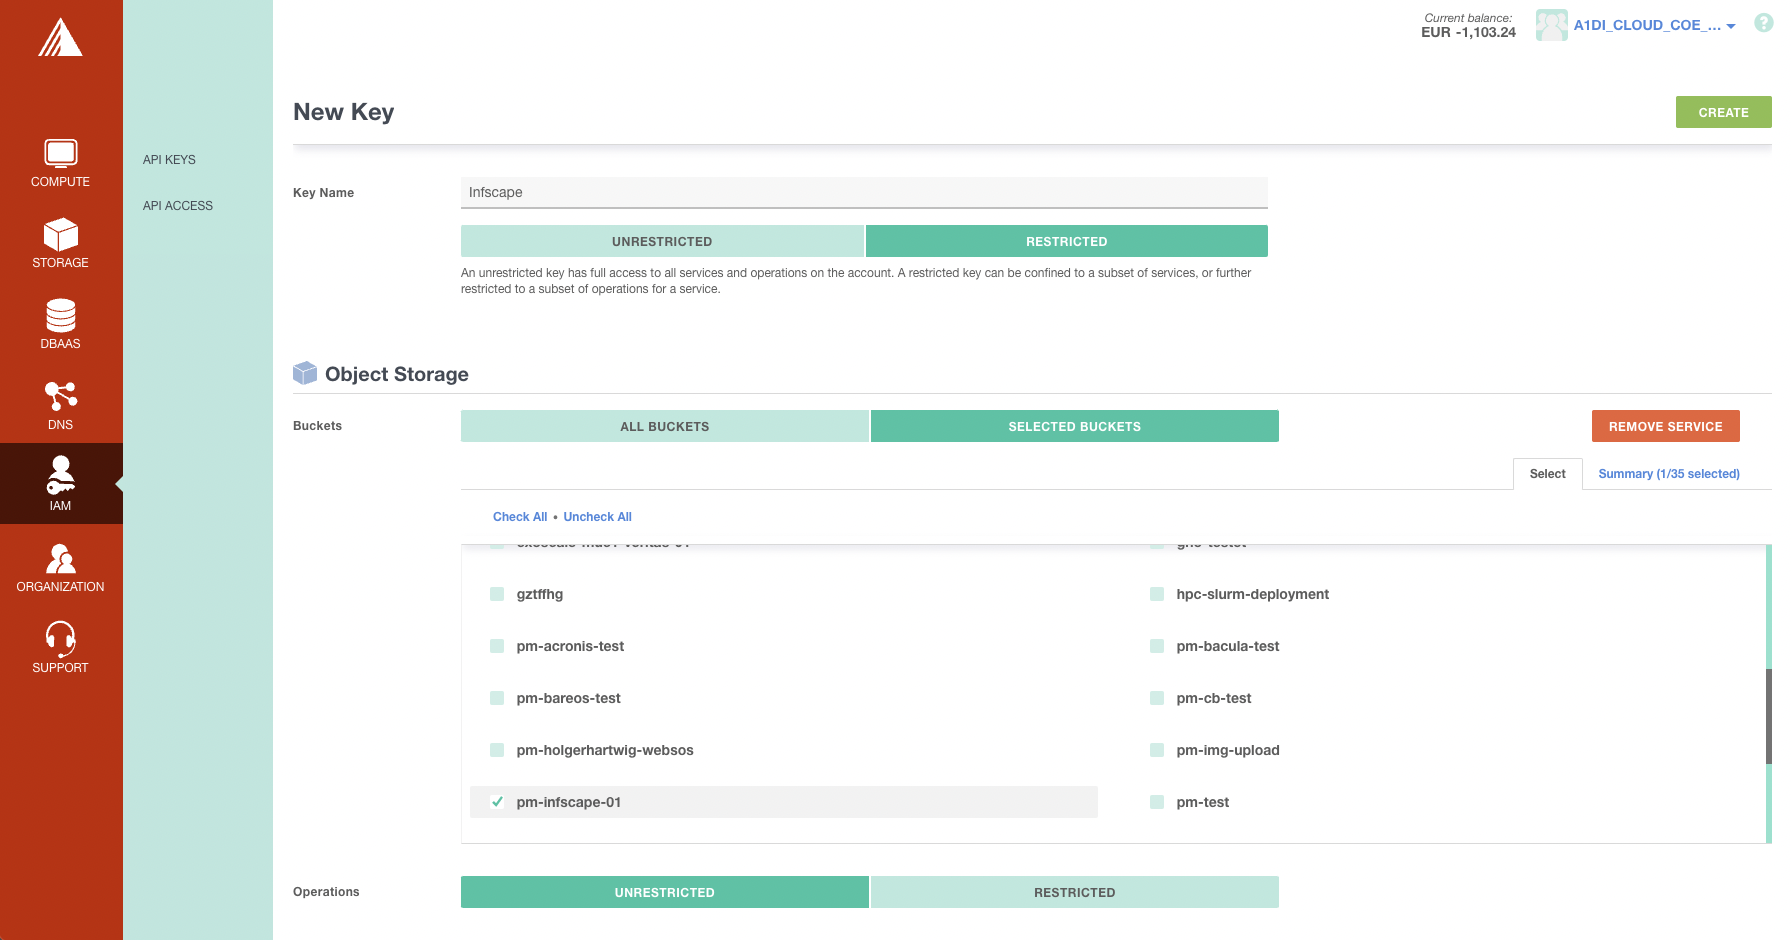 Current balance:
EUR -1,103.24
A1DI_CLOUD_COE_...
?
New Key
CREATE
COMPUTE
STORAGE
DBAAS
DNS
IAM
ORGANIZATION
SUPPORT
API KEYS
API ACCESS
Key Name
Infscape
UNRESTRICTED
RESTRICTED
An unrestricted key has full access to all services and operations on the account. A restricted key can be confined to a subset of services, or further
restricted to a subset of operations for a service.
Object Storage
Buckets
ALL BUCKETS
SELECTED BUCKETS
REMOVE SERVICE
Select
Summary (1/35 selected)
Check All • Uncheck All
gztffhg
hpc-slurm-deployment
pm-acronis-test
pm-bacula-test
pm-bareos-test
pm-cb-test
pm-holgerhartwig-websos
pm-img-upload
pm-infscape-01
pm-test
Operations
UNRESTRICTED
RESTRICTED